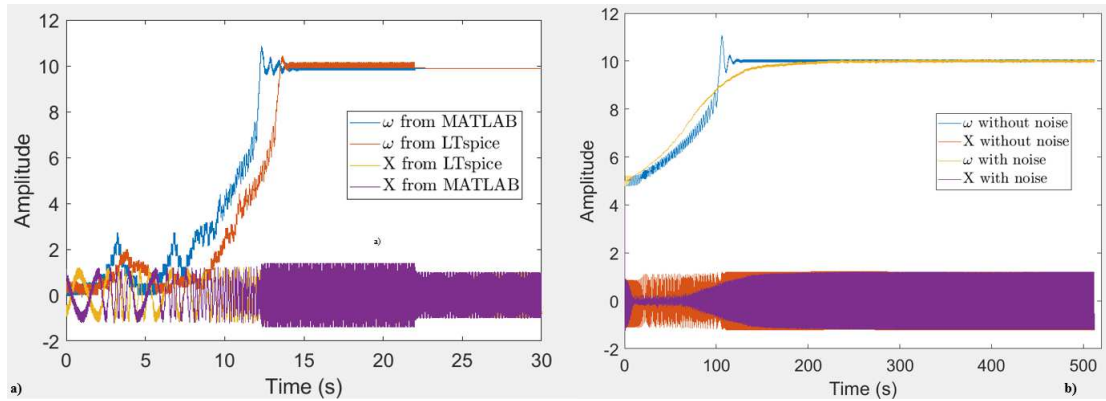 12
10
8
6
4
2
0
-2
Amplitude
ω from MATLAB
ω from LTspice
X from LTspice
X from MATLAB
a)
0 5 10 15 20 25 30
Time (s)
a)
12
10
8
6
4
2
0
-2
Amplitude
ω without noise
X without noise
ω with noise
X with noise
0 100 200 300 400 500
Time (s)
b)